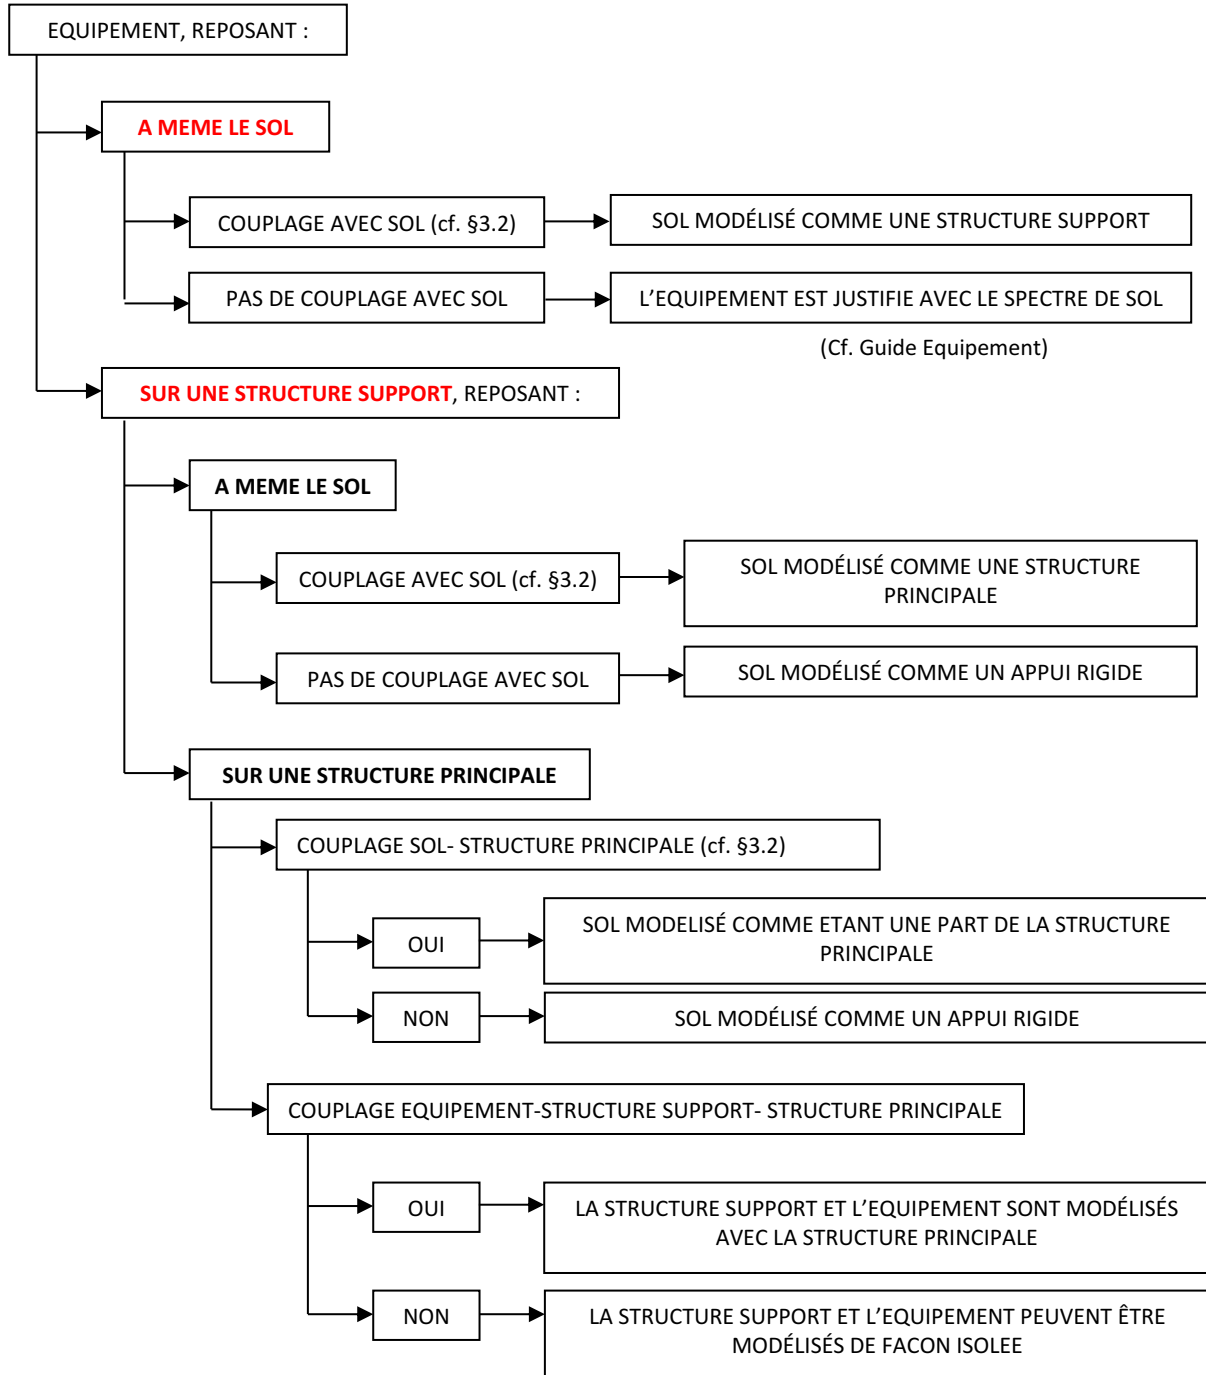 EQUIPEMENT, REPOSANT :
A MEME LE SOL
COUPLAGE AVEC SOL (cf. §3.2)
SOL MODÉLISÉ COMME UNE STRUCTURE SUPPORT
PAS DE COUPLAGE AVEC SOL
L’EQUIPEMENT EST JUSTIFIE AVEC LE SPECTRE DE SOL
(Cf. Guide Equipement)
SUR UNE STRUCTURE SUPPORT, REPOSANT :
A MEME LE SOL
COUPLAGE AVEC SOL (cf. §3.2)
SOL MODÉLISÉ COMME UNE STRUCTURE
PRINCIPALE
PAS DE COUPLAGE AVEC SOL
SOL MODÉLISÉ COMME UN APPUI RIGIDE
SUR UNE STRUCTURE PRINCIPALE
COUPLAGE SOL- STRUCTURE PRINCIPALE (cf. §3.2)
OUI
SOL MODELISÉ COMME ETANT UNE PART DE LA STRUCTURE
PRINCIPALE
NON
SOL MODÉLISÉ COMME UN APPUI RIGIDE
COUPLAGE EQUIPEMENT-STRUCTURE SUPPORT- STRUCTURE PRINCIPALE
OUI
LA STRUCTURE SUPPORT ET L’EQUIPEMENT SONT MODÉLISÉS
AVEC LA STRUCTURE PRINCIPALE
NON
LA STRUCTURE SUPPORT ET L’EQUIPEMENT PEUVENT ÊTRE
MODÉLISÉS DE FACON ISOLEE